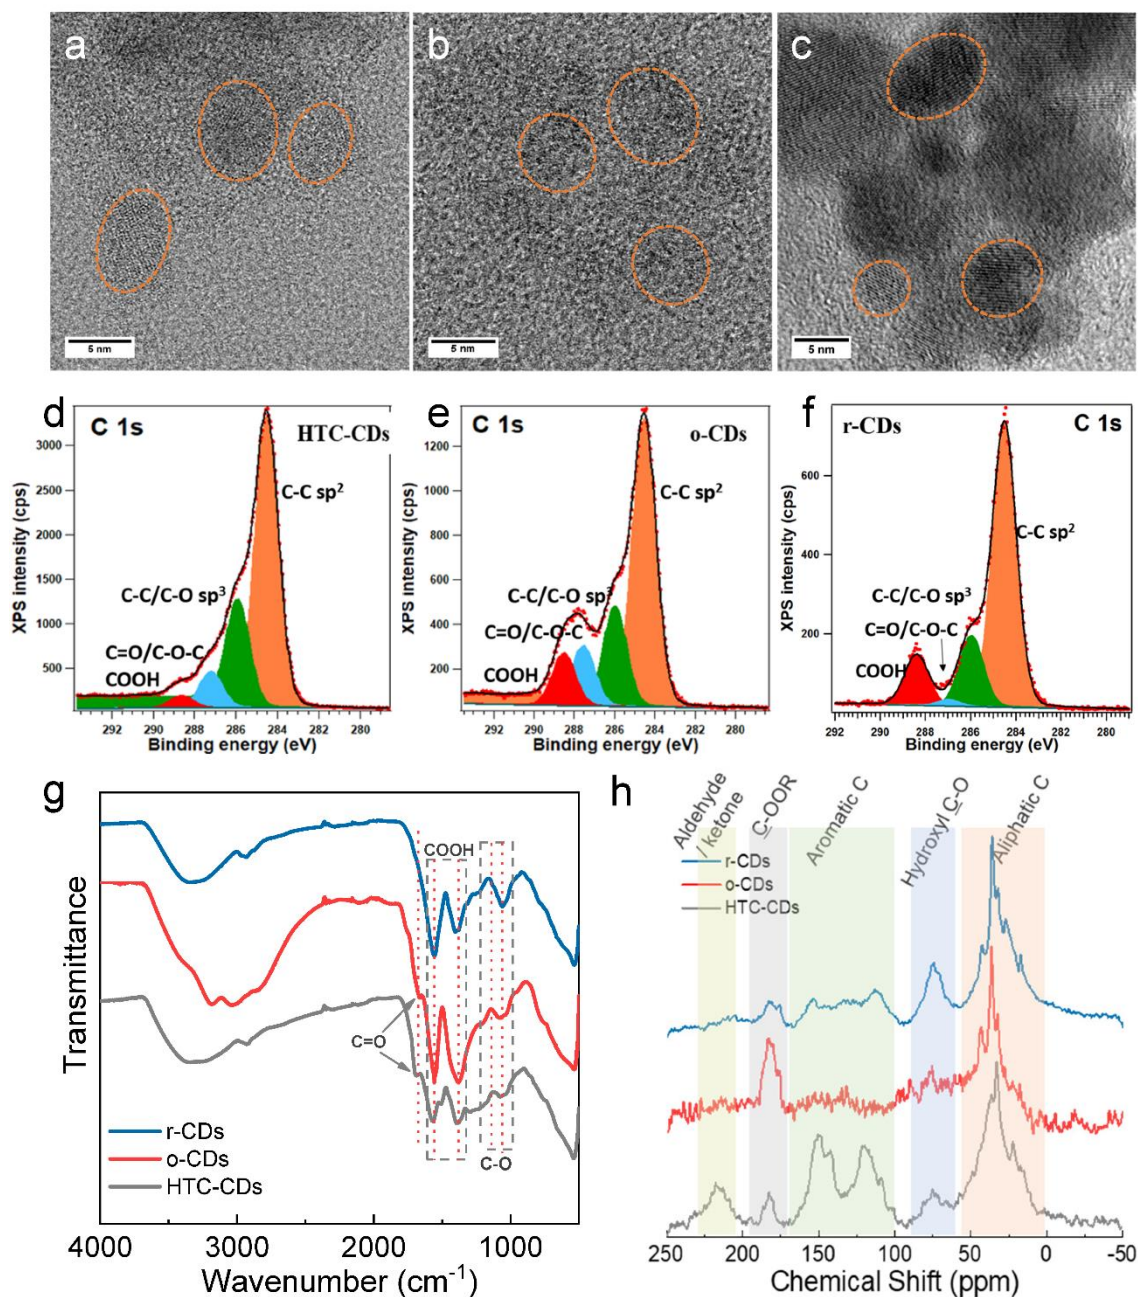 a
b
c
5 nm
5 nm
5 nm
d
C 1s
HTC-CDs
C-C sp²
C-C/C-O sp³
C=O/C-O-C
COOH
XPS intensity (cps)
3000
2500
2000
1500
1000
500
292 290 288 286 284 282 280
Binding energy (eV)
e
C 1s
o-CDs
C-C sp²
C-C/C-O sp³
C=O/C-O-C
COOH
XPS intensity (cps)
1200
1000
800
600
400
200
292 290 288 286 284 282 280
Binding energy (eV)
f
r-CDs
C 1s
C-C sp²
C-C/C-O sp³
C=O/C-O-C
COOH
XPS intensity (cps)
600
400
200
292 290 288 286 284 282 280
Binding energy (eV)
g
COOH
C=O
C-O
r-CDs
o-CDs
HTC-CDs
Transmittance
4000 3000 2000 1000
Wavenumber (cm⁻¹)
h
Aldehyde
/ ketone
C-OOR
Aromatic C
Hydroxyl C-O
Aliphatic C
r-CDs
o-CDs
HTC-CDs
250 200 150 100 50 0 -50
Chemical Shift (ppm)